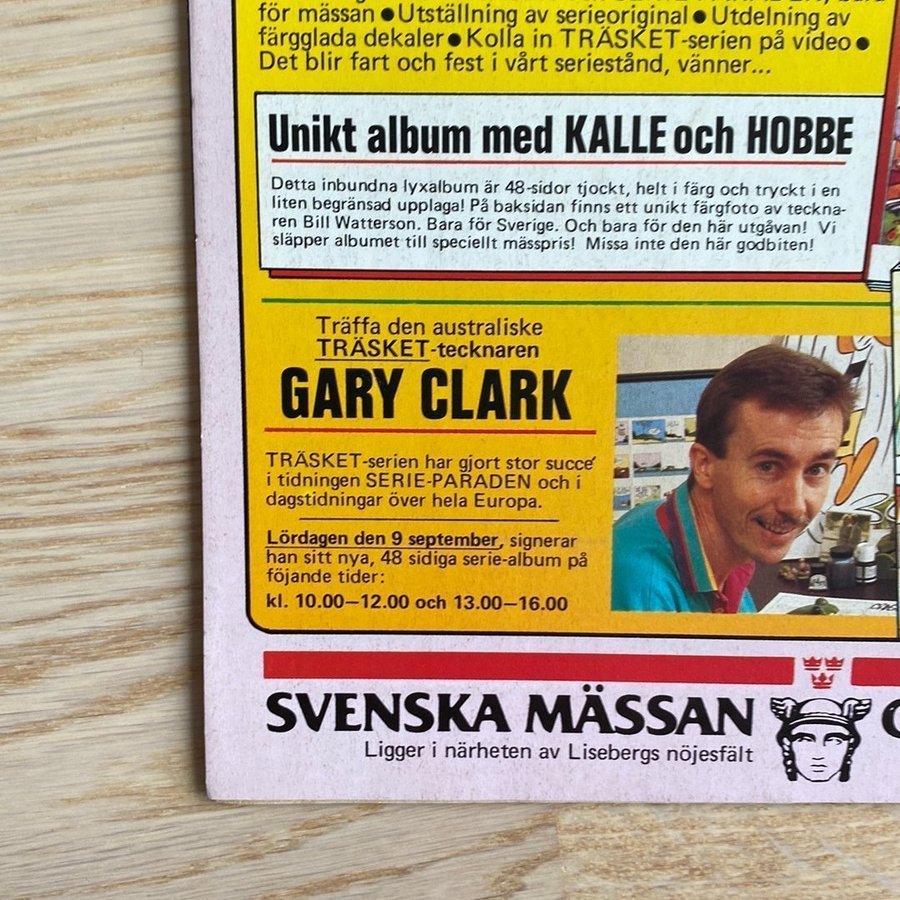 för mässan ● Utställning av serieoriginal ● Utdelning av
färgglada dekaler ● Kolla in TRÄSKET-serien på video ●
Det blir fart och fest i vårt seriestånd, vänner...
Unikt album med KALLE och HOBBE
Detta inbundna lyxalbum är 48-sidor tjockt, helt i färg och tryckt i en
liten begränsad upplaga! På baksidan finns ett unikt färgfoto av teckna-
ren Bill Watterson. Bara för Sverige. Och bara för den här utgåvan! Vi
släpper albumet till speciellt mässpris! Missa inte den här godbiten!
Träffa den australiske
TRÄSKET-tecknaren
GARY CLARK
TRÄSKET-serien har gjort stor succe´
i tidningen SERIE-PARADEN och i
dagstidningar över hela Europa.
Lördagen den 9 september, signerar
han sitt nya, 48 sidiga serie-album på
föjande tider:
kl. 10.00–12.00 och 13.00–16.00
SVENSKA MÄSSAN
Ligger i närheten av Lisebergs nöjesfält